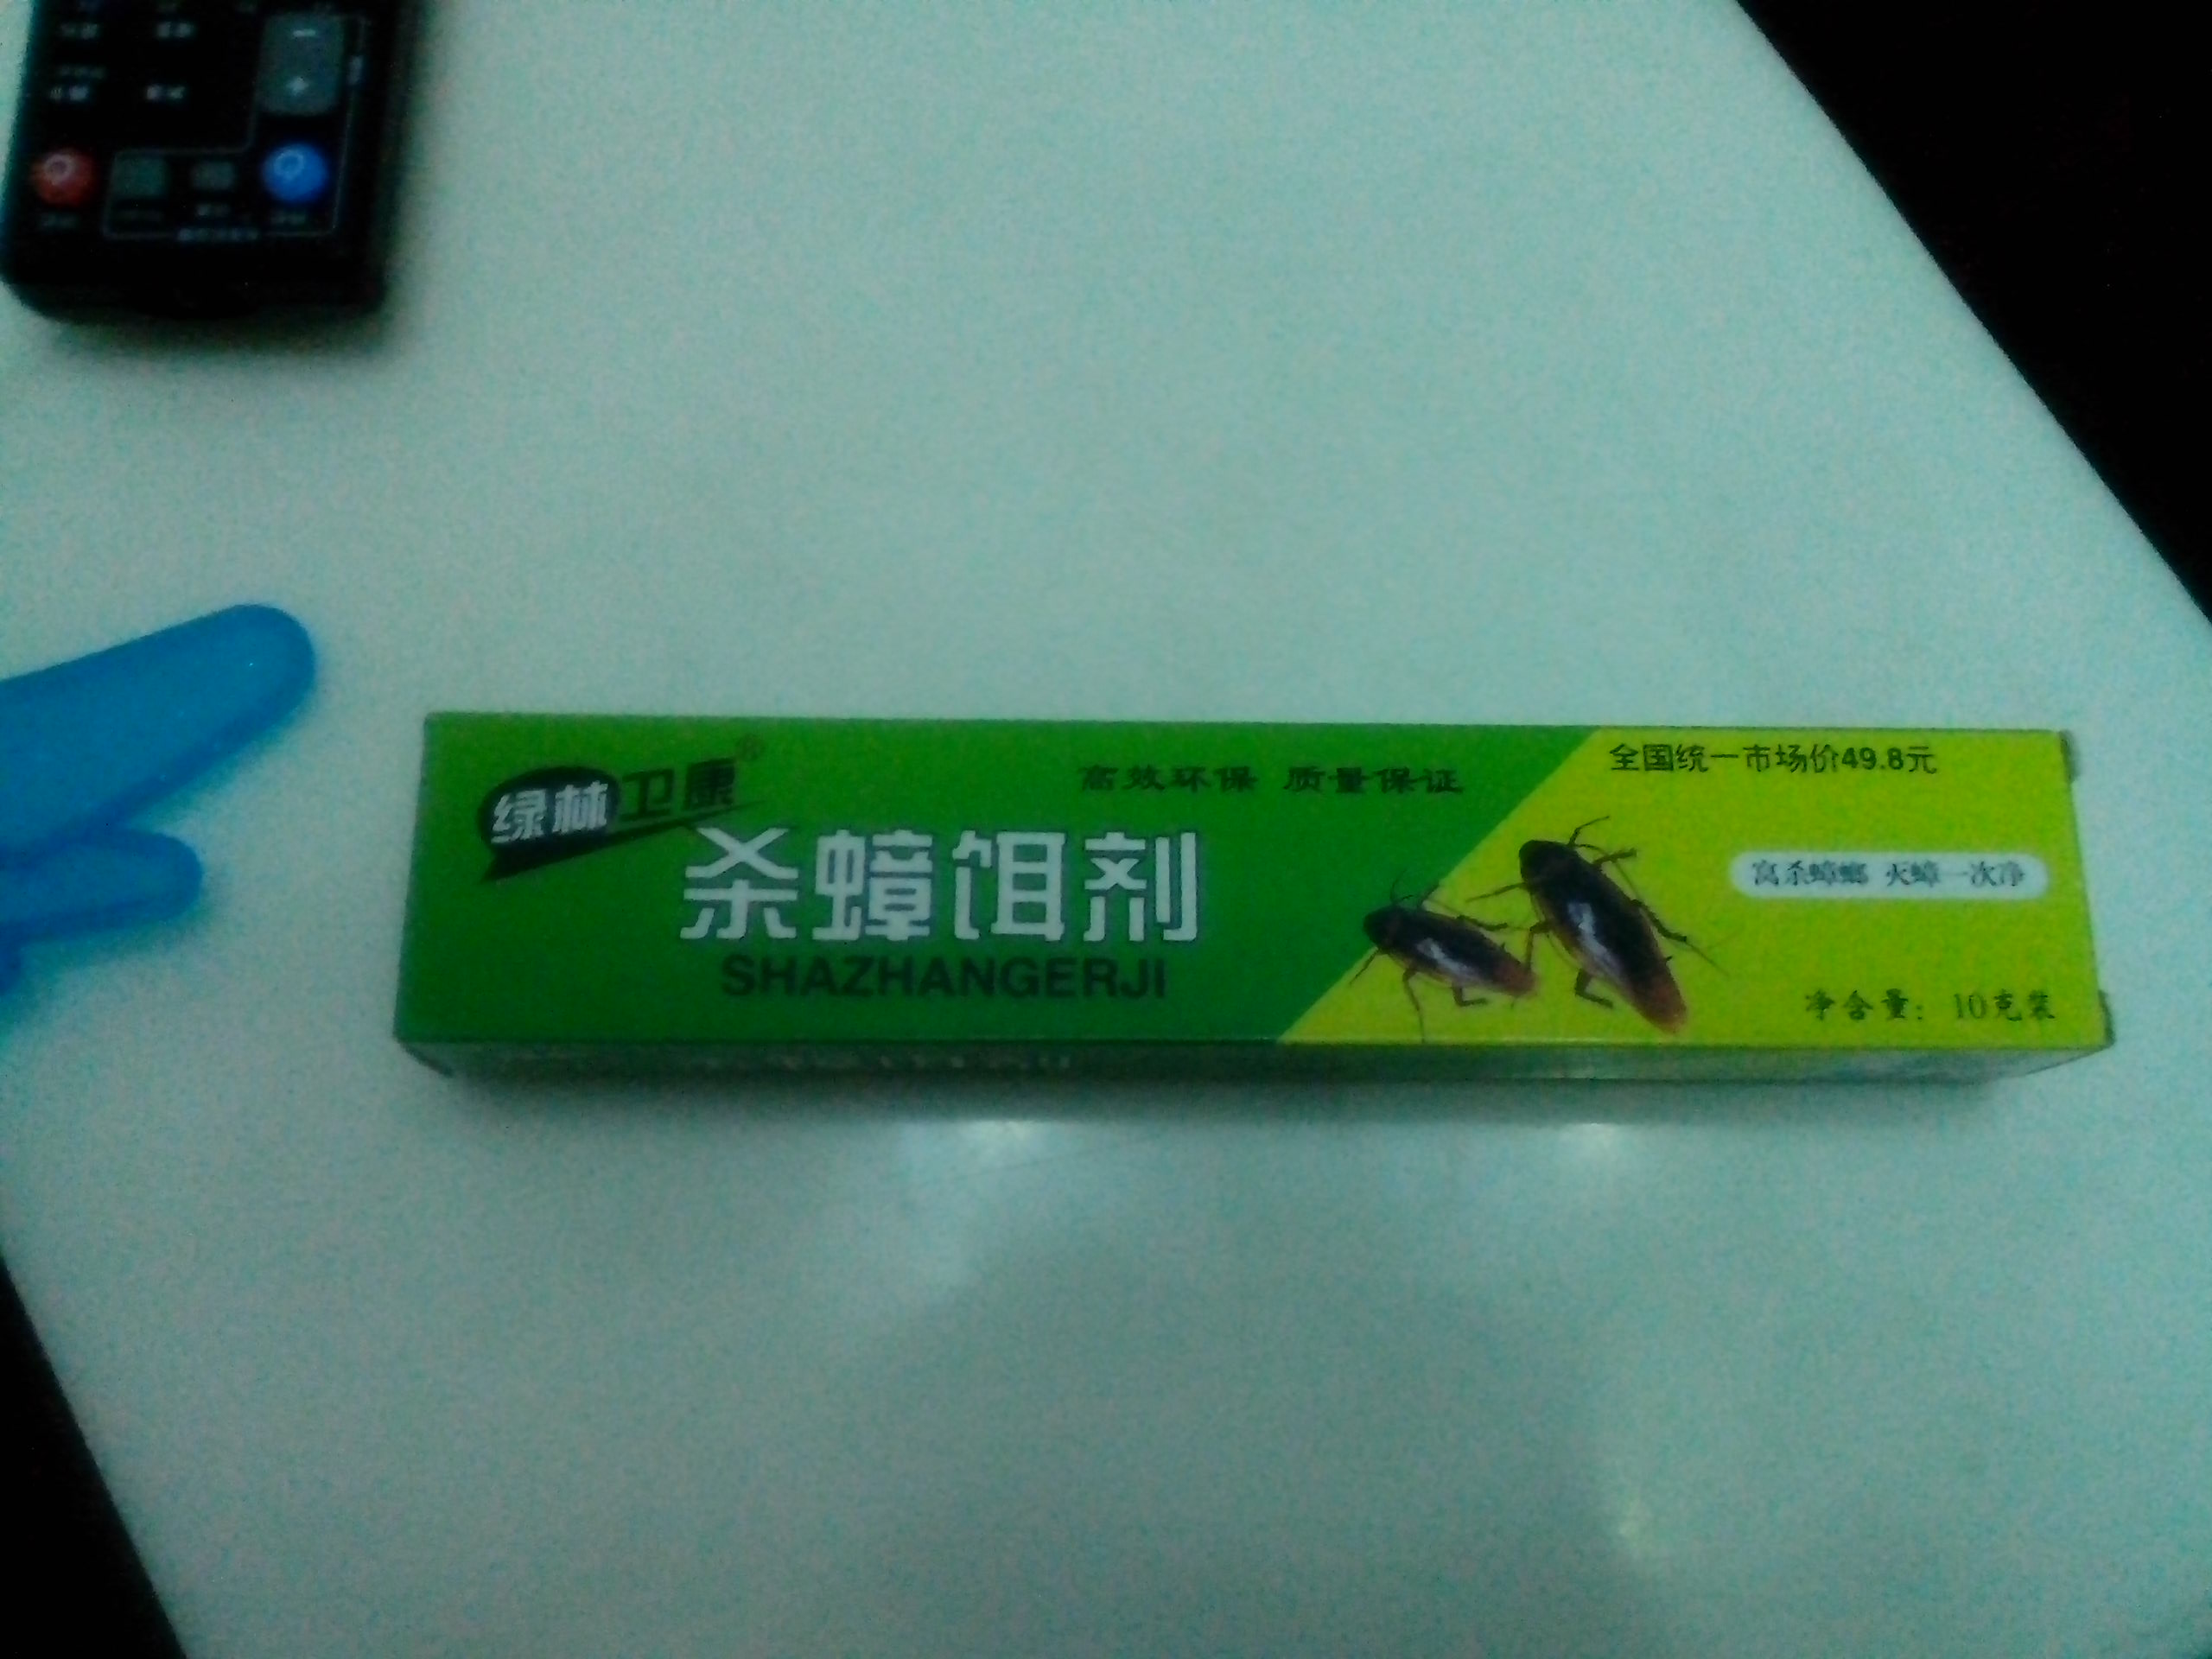 绿林卫康®
高效环保 质量保证
全国统一市场价49.8元
杀蟑饵剂
SHAZHANGERJI
窝杀蟑螂 灭蟑一次净
净含量：10克装